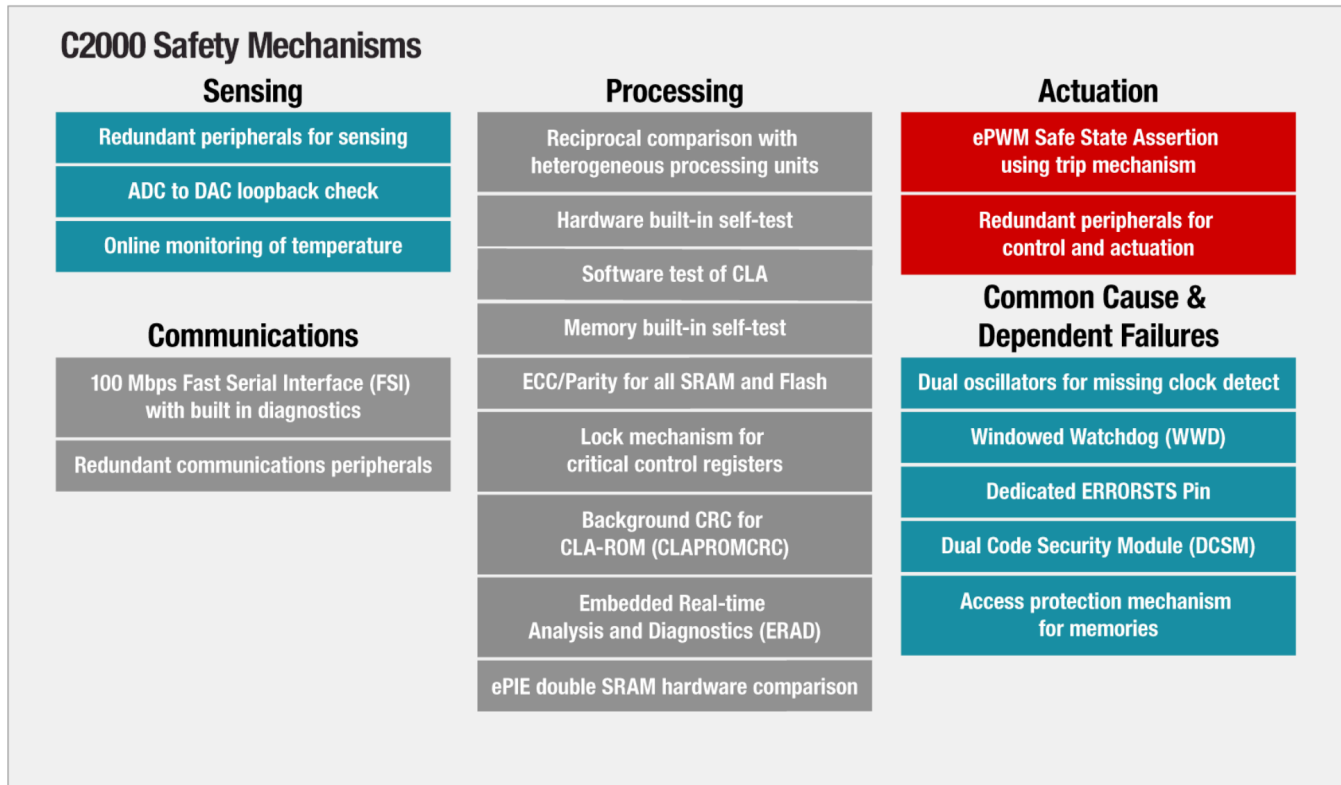 C2000 Safety Mechanisms
Sensing
Redundant peripherals for sensing
ADC to DAC loopback check
Online monitoring of temperature
Communications
100 Mbps Fast Serial Interface (FSI)
with built in diagnostics
Redundant communications peripherals
Processing
Reciprocal comparison with
heterogeneous processing units
Hardware built-in self-test
Software test of CLA
Memory built-in self-test
ECC/Parity for all SRAM and Flash
Lock mechanism for
critical control registers
Background CRC for
CLA-ROM (CLAPROMCRC)
Embedded Real-time
Analysis and Diagnostics (ERAD)
ePIE double SRAM hardware comparison
Actuation
ePWM Safe State Assertion
using trip mechanism
Redundant peripherals for
control and actuation
Common Cause &
Dependent Failures
Dual oscillators for missing clock detect
Windowed Watchdog (WWD)
Dedicated ERRORSTS Pin
Dual Code Security Module (DCSM)
Access protection mechanism
for memories